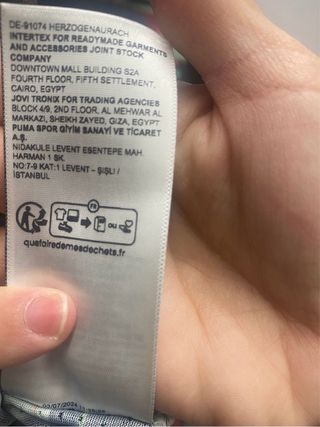 DE-91074 HERZOGENAURACH
INTERTEX FOR READYMADE GARMENTS
AND ACCESSORIES JOINT STOCK
COMPANY
DOWNTOWN MALL BUILDING S2A
FOURTH FLOOR, FIFTH SETTLEMENT,
CAIRO, EGYPT
JOVI TRONIX FOR TRADING AGENCIES
BLOCK 4/9, 2ND FLOOR, AL MEHWAR AL
MARKAZI, SHEIKH ZAYED, GIZA, EGYPT
PUMA SPOR GİYİM SANAYİ VE TİCARET
A.Ş.
NIDAKULE LEVENT ESENTEPE MAH.
HARMAN 1 SK.
NO:7-9 KAT:1 LEVENT - ŞİŞLİ /
İSTANBUL
FR
OU
quefairedemesdechets.fr
03/07/2024